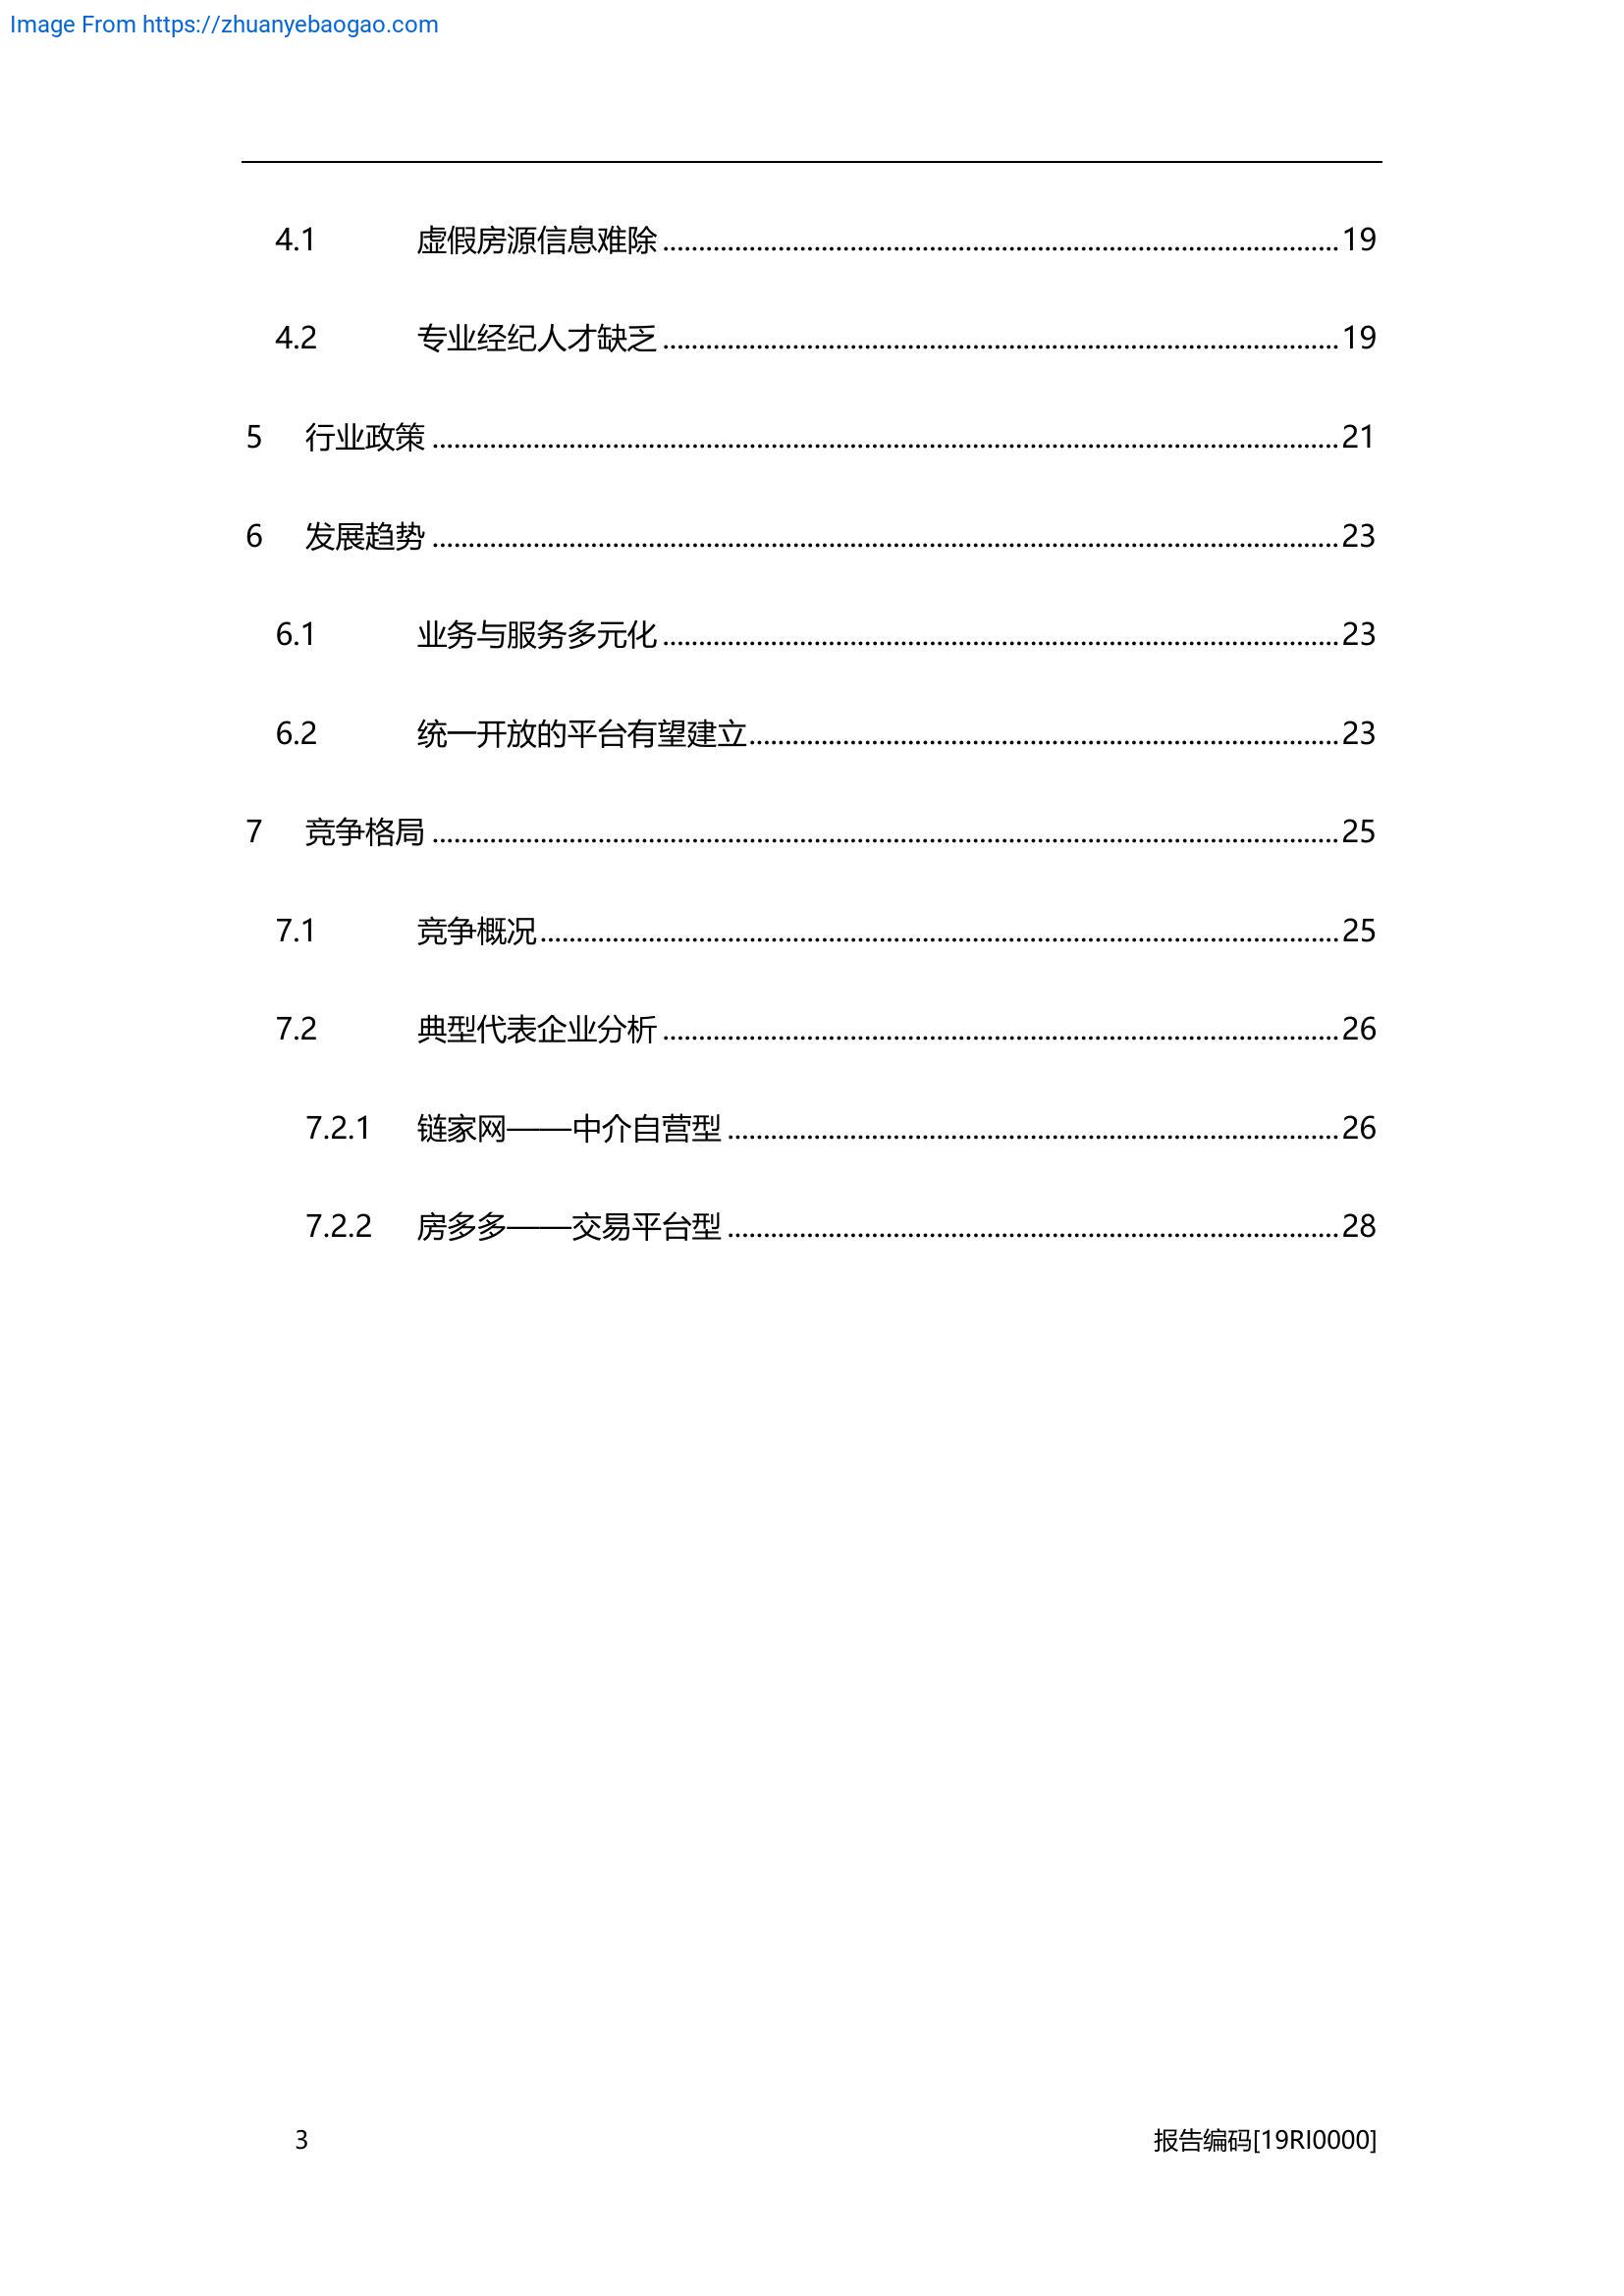 Image From https://zhuanyebaogao.com
4.1 虚假房源信息难除 19
4.2 专业经纪人才缺乏 19
5 行业政策 21
6 发展趋势 23
6.1 业务与服务多元化 23
6.2 统一开放的平台有望建立 23
7 竞争格局 25
7.1 竞争概况 25
7.2 典型代表企业分析 26
7.2.1 链家网——中介自营型 26
7.2.2 房多多——交易平台型 28
3 报告编码[19RI0000]